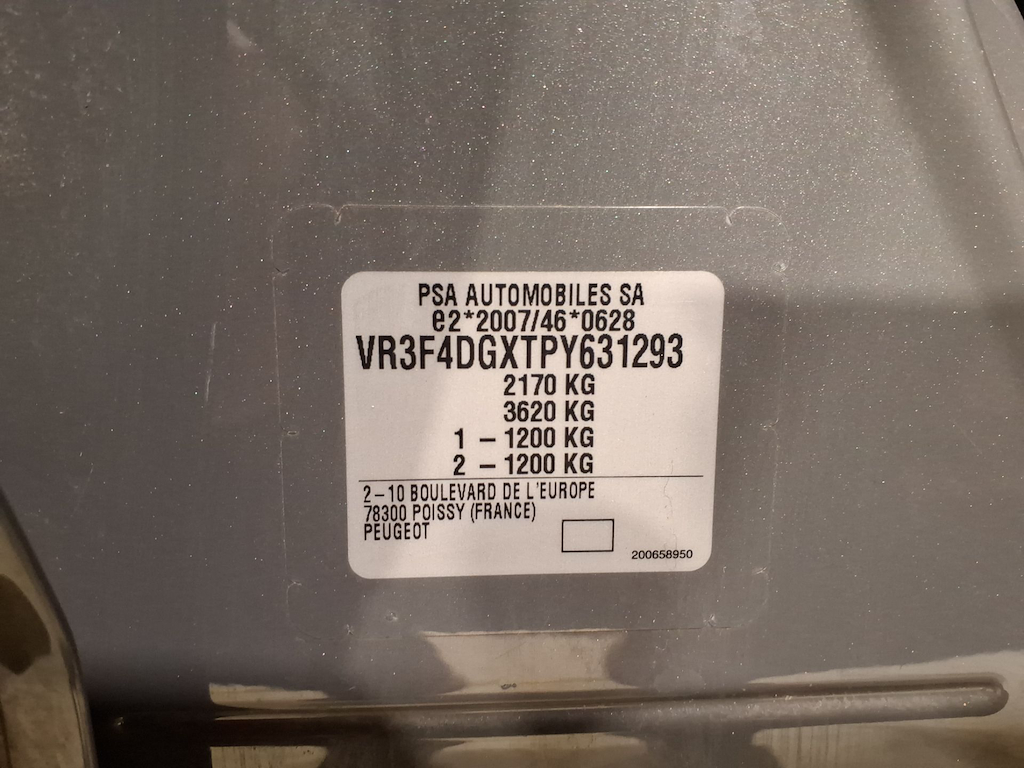 PSA AUTOMOBILES SA
e2*2007/46*0628
VR3F4DGXTPY631293
2170 KG
3620 KG
1 – 1200 KG
2 – 1200 KG
2–10 BOULEVARD DE L'EUROPE
78300 POISSY (FRANCE)
PEUGEOT
200658950